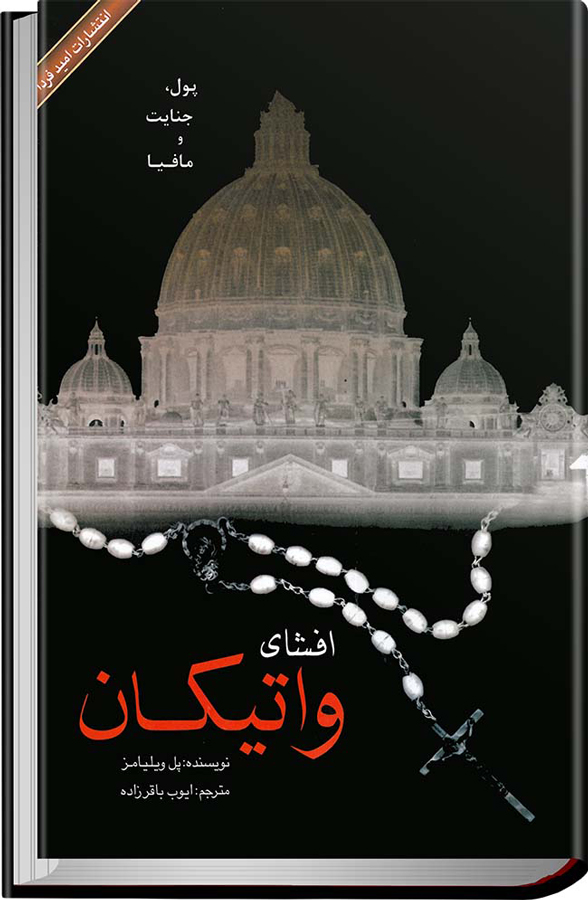 انتشارات امید فردا
پول،
جنایت
و
مافیا
افشای
واتیکان
نویسنده: پل ویلیامز
مترجم: ایوب باقرزاده